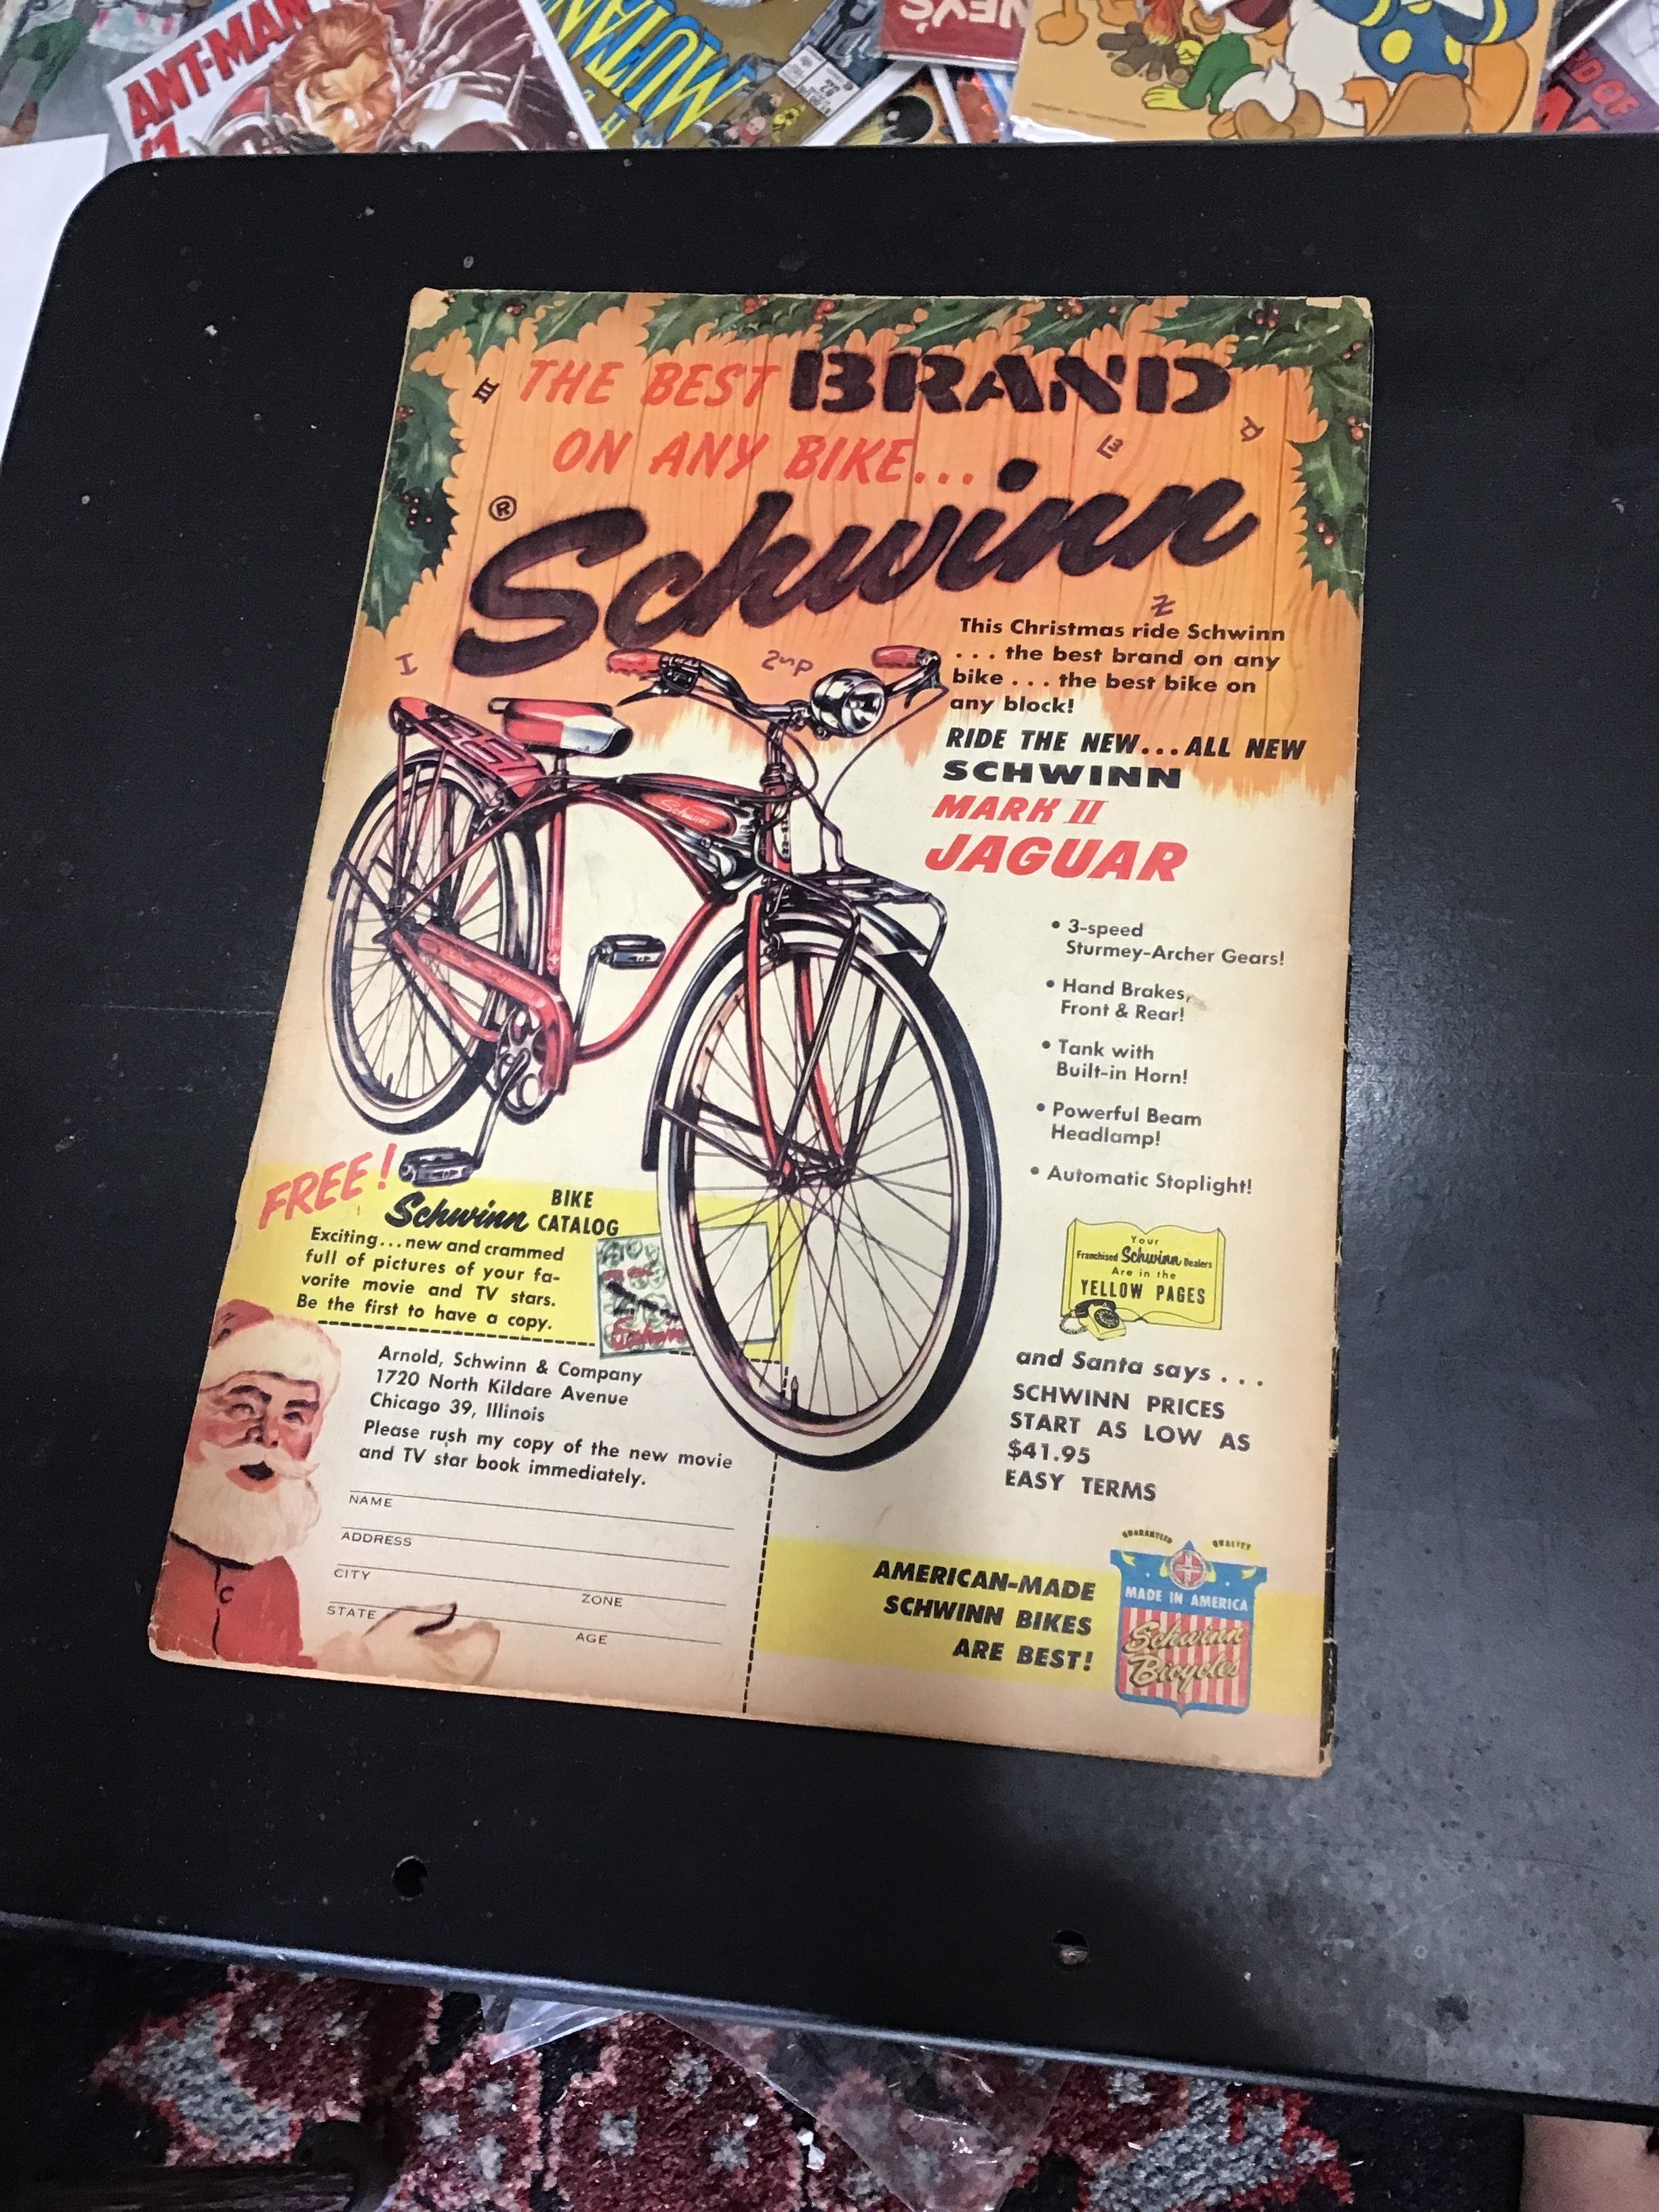 ANT-MAN
#1
MUTAN
NEY'S
THE BEST BRAND
ON ANY BIKE...
Schwinn
®
This Christmas ride Schwinn
. . . the best brand on any
bike . . . the best bike on
any block!
RIDE THE NEW...ALL NEW
SCHWINN
MARK II
JAGUAR
Schwinn
• 3-speed
Sturmey-Archer Gears!
• Hand Brakes,
Front & Rear!
• Tank with
Built-in Horn!
• Powerful Beam
Headlamp!
• Automatic Stoplight!
FREE!
Schwinn BIKE CATALOG
Exciting...new and crammed
full of pictures of your fa-
vorite movie and TV stars.
Be the first to have a copy.
Schwinn
Your
Franchised Schwinn Dealers
Are in the
YELLOW PAGES
Arnold, Schwinn & Company
1720 North Kildare Avenue
Chicago 39, Illinois
Please rush my copy of the new movie
and TV star book immediately.
NAME
ADDRESS
CITY ZONE
STATE AGE
and Santa says . . .
SCHWINN PRICES
START AS LOW AS
$41.95
EASY TERMS
AMERICAN-MADE
SCHWINN BIKES
ARE BEST!
GUARANTEED QUALITY
MADE IN AMERICA
Schwinn
Bicycles